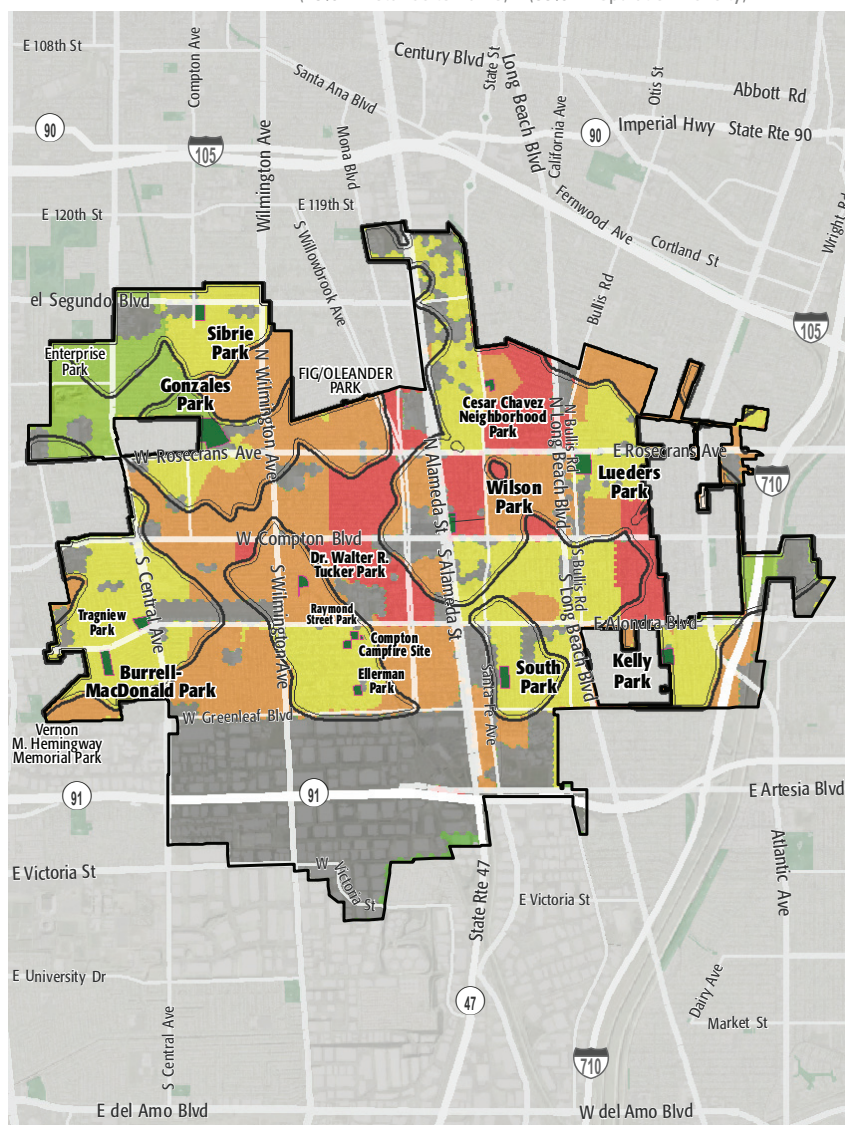 E 108th St
Compton Ave
Century Blvd
State St
Long Beach Blvd
Otis St
Abbott Rd
Santa Ana Blvd
California Ave
90
105
Wilmington Ave
Mona Blvd
90
Imperial Hwy
State Rte 90
E 120th St
E 119th St
S Willowbrook Ave
Fernwood Ave
Cortland St
Wright Rd
el Segundo Blvd
Bullis Rd
105
Sibrie
Park
Enterprise
Park
Gonzales
Park
N Wilmington Ave
FIG/OLEANDER
PARK
Cesar Chavez
Neighborhood
Park
N Long Beach Blvd
N Bullis Rd
W Rosecrans Ave
N Alameda St
E Rosecrans Ave
Wilson
Park
Lueders
Park
710
W Compton Blvd
Dr. Walter R.
Tucker Park
S Central Ave
S Wilmington Ave
S Alameda St
S Bullis Rd
S Long Beach Blvd
Tragniew
Park
Raymond
Street Park
E Alondra Blvd
Compton
Campfire Site
Burrell-
MacDonald Park
Ellerman
Park
South
Park
Kelly
Park
Santa Fe Ave
W Greenleaf Blvd
Vernon
M. Hemingway
Memorial Park
91
91
E Artesia Blvd
E Victoria St
W Victoria St
State Rte 47
E Victoria St
Atlantic Ave
E University Dr
Dairy Ave
47
Market St
S Central Ave
710
E del Amo Blvd
W del Amo Blvd